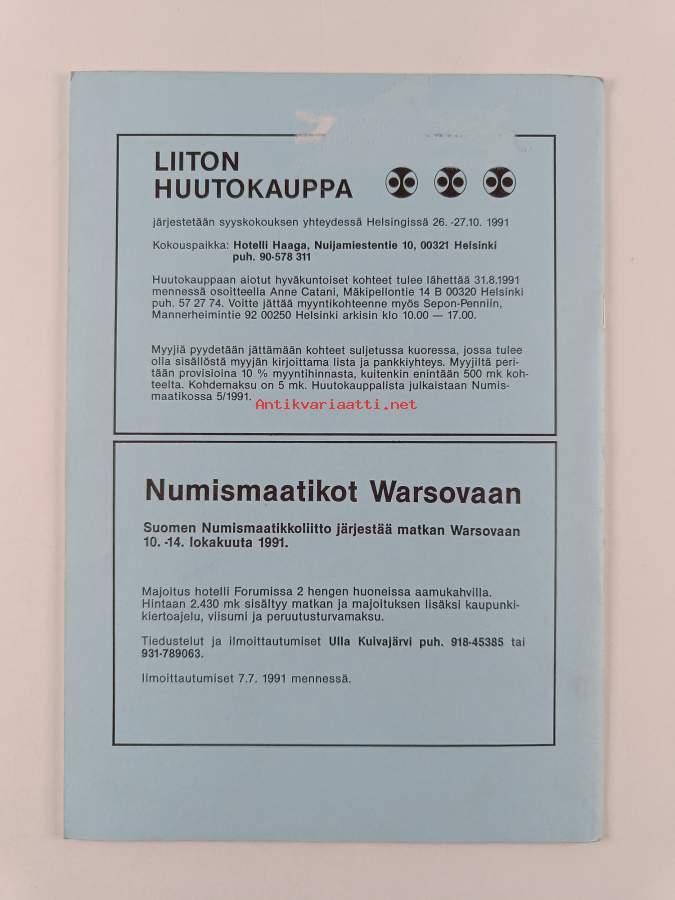 LIITON
HUUTOKAUPPA
järjestetään syyskokouksen yhteydessä Helsingissä 26. -27.10. 1991
Kokouspaikka: Hotelli Haaga, Nuijamiestentie 10, 00321 Helsinki
puh. 90-578 311
Huutokauppaan aiotut hyväkuntoiset kohteet tulee lähettää 31.8.1991
mennessä osoitteella Anne Catani, Mäkipellontie 14 B 00320 Helsinki
puh. 57 27 74. Voitte jättää myyntikohteenne myös Sepon-Penniin,
Mannerheimintie 92 00250 Helsinki arkisin klo 10.00 — 17.00.
Myyjiä pyydetään jättämään kohteet suljetussa kuoressa, jossa tulee
olla sisällöstä myyjän kirjoittama lista ja pankkiyhteys. Myyjiltä peri-
tään provisioina 10 % myyntihinnasta, kuitenkin enintään 500 mk koh-
teelta. Kohdemaksu on 5 mk. Huutokauppalista julkaistaan Numis-
maatikossa 5/1991.
Antikvariaatti.net
Numismaatikot Warsovaan
Suomen Numismaatikkoliitto järjestää matkan Warsovaan
10. -14. lokakuuta 1991.
Majoitus hotelli Forumissa 2 hengen huoneissa aamukahvilla.
Hintaan 2.430 mk sisältyy matkan ja majoituksen lisäksi kaupunki-
kiertoajelu, viisumi ja peruutusturvamaksu.
Tiedustelut ja ilmoittautumiset Ulla Kuivajärvi puh. 918-45385 tai
931-789063.
Ilmoittautumiset 7.7. 1991 mennessä.